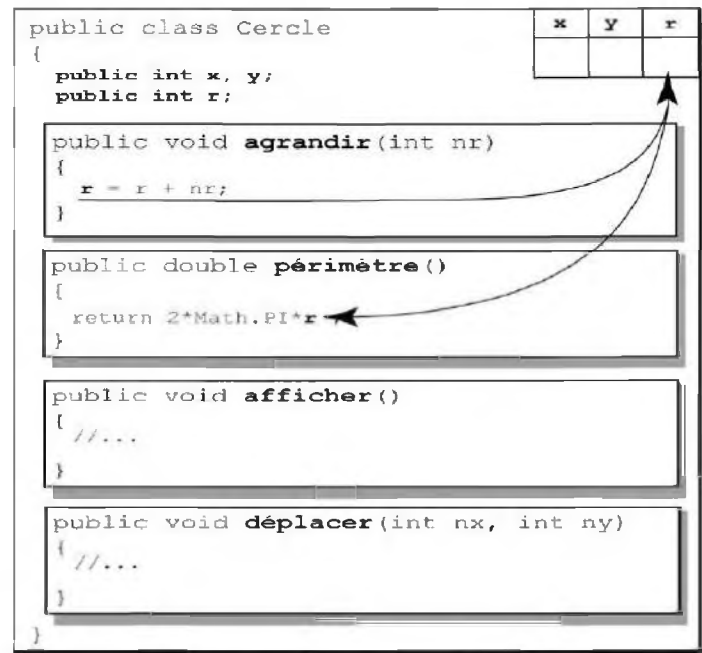 public class Cercle
x y r
{
public int x, y;
public int r;
public void agrandir(int nr)
{
r = r + nr;
}
public double périmètre()
{
return 2*Math.PI*r ;
}
public void afficher()
{
//...
}
public void déplacer(int nx, int ny)
{
//...
}
}